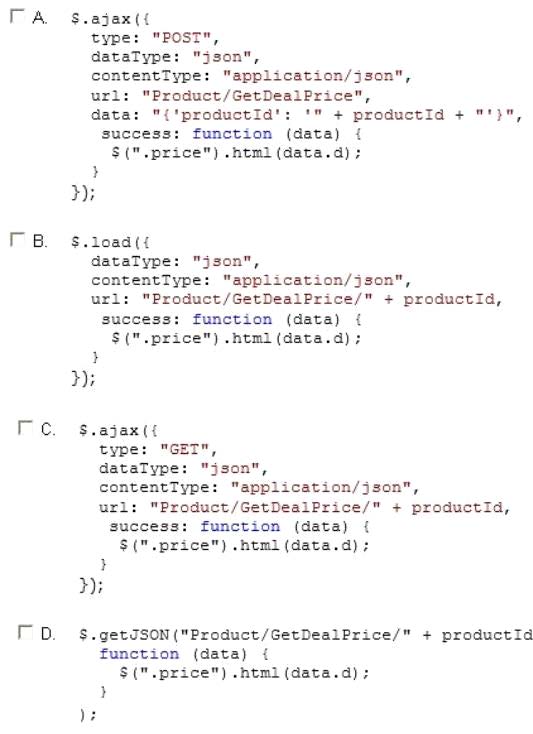 A. $.ajax({
type: "POST",
dataType: "json",
contentType: "application/json",
url: "Product/GetDealPrice",
data: "{'productId': '" + productId + "'}",
success: function (data) {
$(".price").html(data.d);
}
});
B. $.load({
dataType: "json",
contentType: "application/json",
url: "Product/GetDealPrice/" + productId,
success: function (data) {
$(".price").html(data.d);
}
});
C. $.ajax({
type: "GET",
dataType: "json",
contentType: "application/json",
url: "Product/GetDealPrice/" + productId,
success: function (data) {
$(".price").html(data.d);
}
});
D. $.getJSON("Product/GetDealPrice/" + productId
function (data) {
$(".price").html(data.d);
}
);